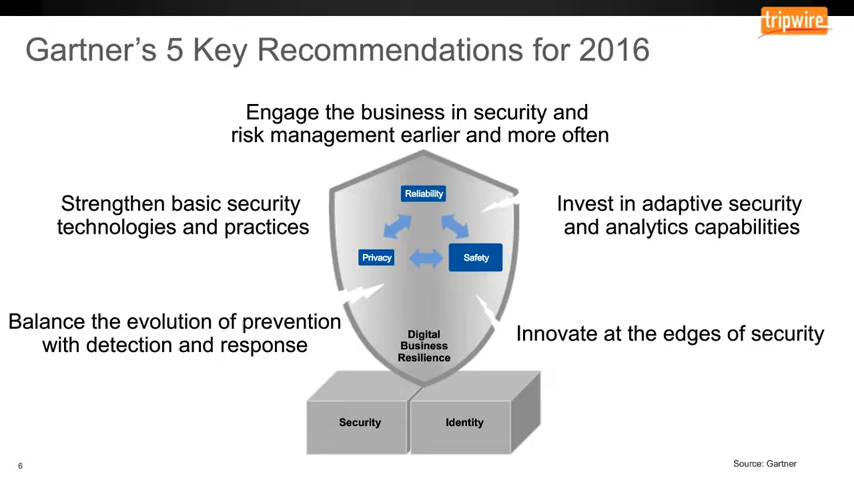 tripwire
Gartner's 5 Key Recommendations for 2016
Engage the business in security and
risk management earlier and more often
Strengthen basic security
technologies and practices
Invest in adaptive security
and analytics capabilities
Balance the evolution of prevention
with detection and response
Innovate at the edges of security
Reliability
Privacy
Safety
Digital
Business
Resilience
Security
Identity
6
Source: Gartner